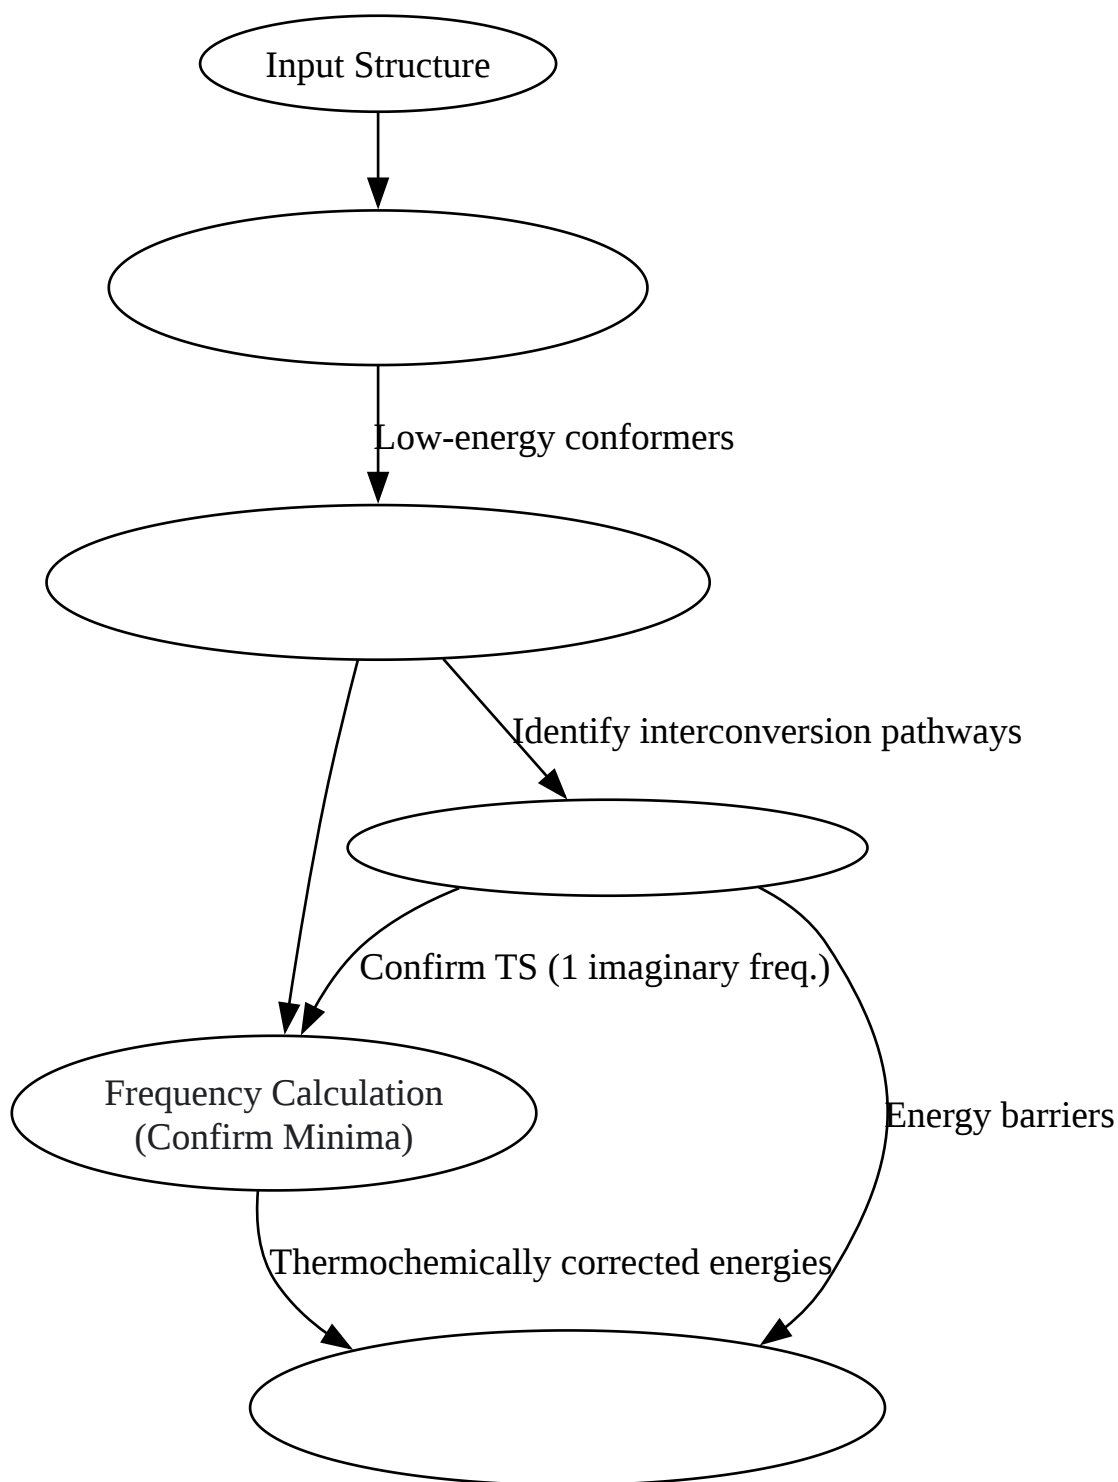 Input Structure
Low-energy conformers
Identify interconversion pathways
Confirm TS (1 imaginary freq.)
Frequency Calculation
(Confirm Minima)
Energy barriers
Thermochemically corrected energies